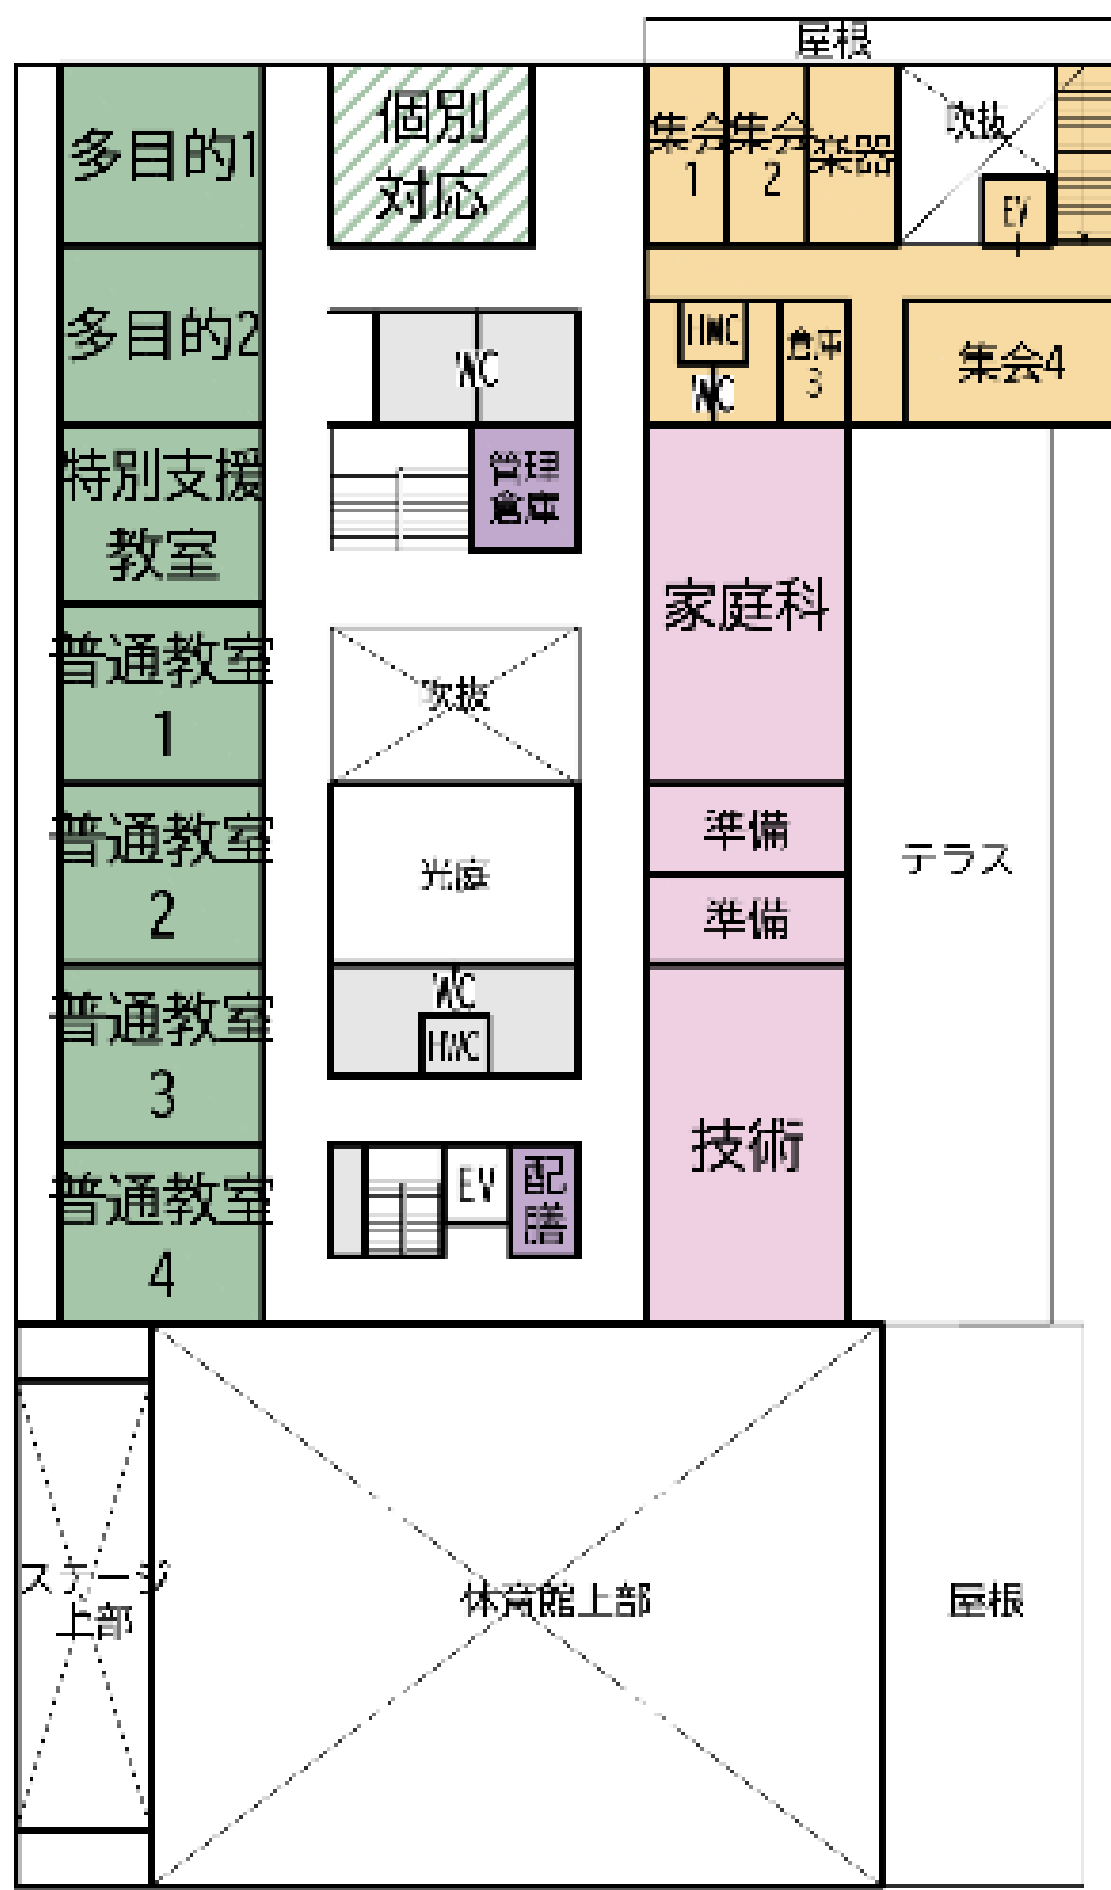 屋根
多目的1
個別
対応
集会
1
集会
2
楽器
吹抜
EV
多目的2
WC
HWC
WC
倉庫
3
集会4
特別支援
教室
管理
倉庫
家庭科
普通教室
1
吹抜
普通教室
2
光庭
準備
準備
テラス
普通教室
3
WC
HWC
技術
普通教室
4
EV
配
膳
ステージ
上部
体育館上部
屋根